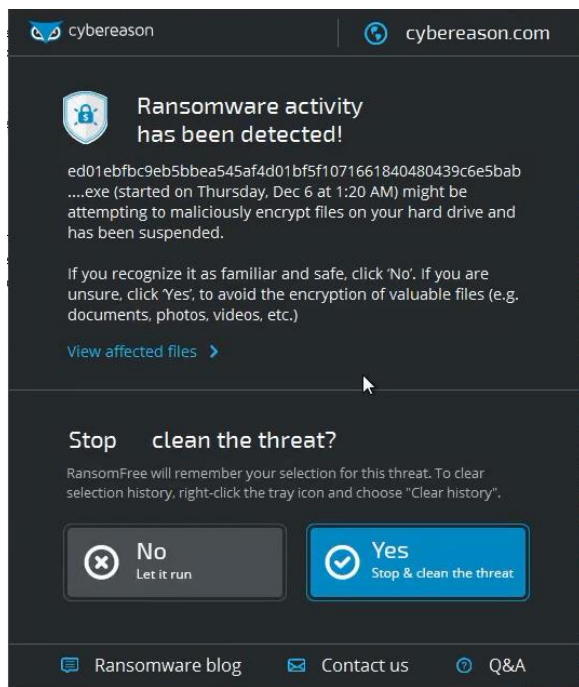 cybereason
cybereason.com
Ransomware activity
has been detected!
ed01ebfbc9eb5bbea545af4d01bf5f1071661840480439c6e5bab
....exe (started on Thursday, Dec 6 at 1:20 AM) might be
attempting to maliciously encrypt files on your hard drive and
has been suspended.
If you recognize it as familiar and safe, click ‘No’. If you are
unsure, click ‘Yes’, to avoid the encryption of valuable files (e.g.
documents, photos, videos, etc.)
View affected files
Stop clean the threat?
RansomFree will remember your selection for this threat. To clear
selection history, right-click the tray icon and choose "Clear history".
No
Let it run
Yes
Stop & clean the threat
Ransomware blog
Contact us
Q&A